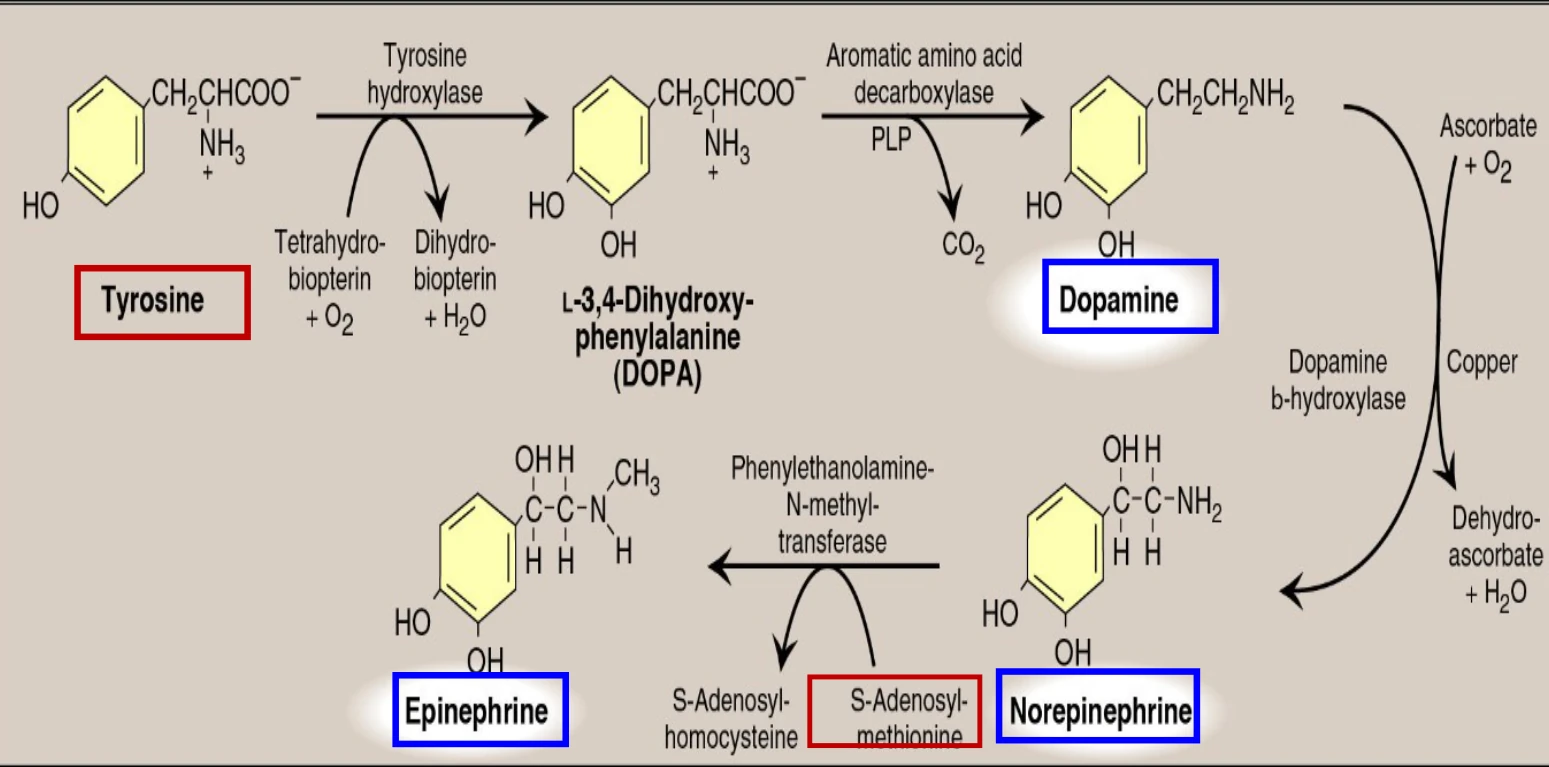 Tyrosine
hydroxylase
CH₂CHCOO⁻
NH₃
+
HO
Tetrahydro-
biopterin
+ O₂
Dihydro-
biopterin
+ H₂O
Tyrosine
CH₂CHCOO⁻
NH₃
+
HO
OH
L-3,4-Dihydroxy-
phenylalanine
(DOPA)
Aromatic amino acid
decarboxylase
PLP
CO₂
CH₂CH₂NH₂
HO
OH
Dopamine
Ascorbate
+ O₂
Dopamine
b-hydroxylase
Copper
Dehydro-
ascorbate
+ H₂O
OH H
C-C-NH₂
H H
HO
OH
Norepinephrine
Phenylethanolamine-
N-methyl-
transferase
S-Adenosyl-
methionine
S-Adenosyl-
homocysteine
OH H
CH₃
C-C-N
H H
H
HO
OH
Epinephrine